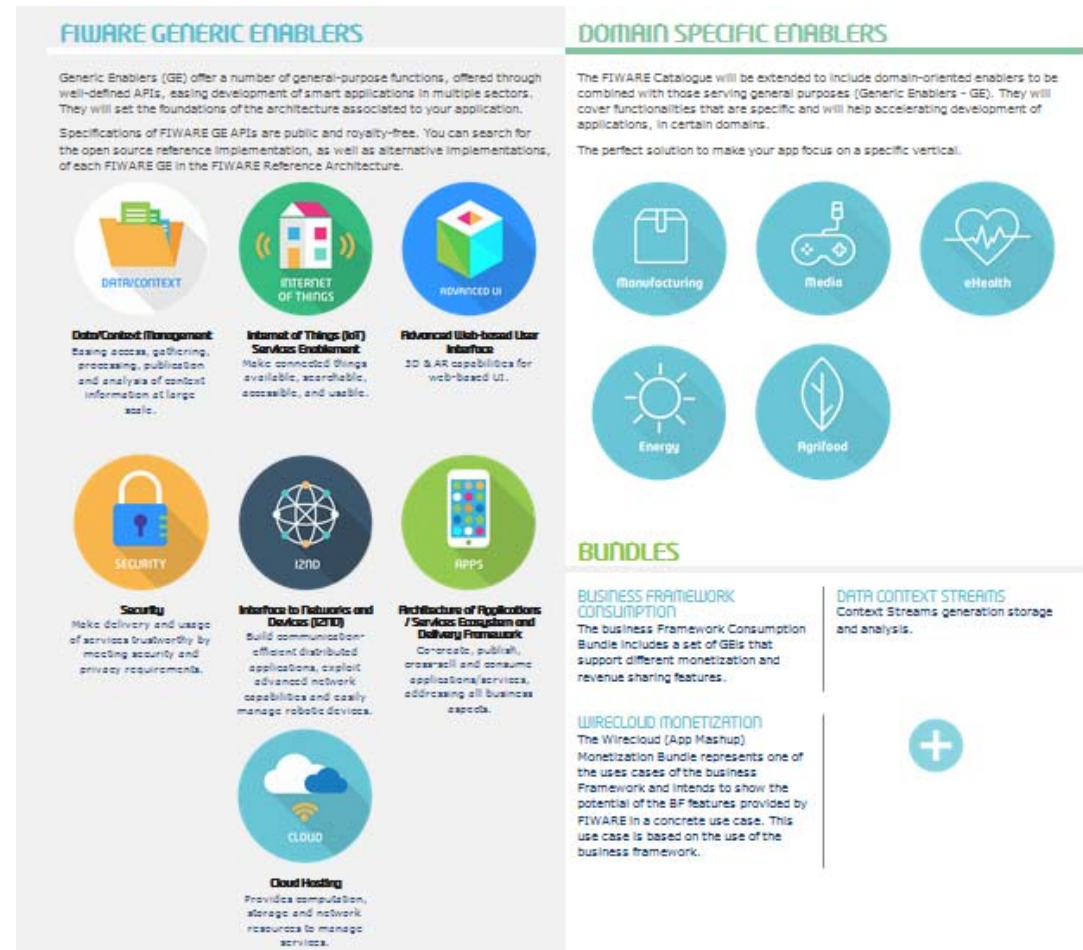 FIWARE GENERIC ENABLERS
Generic Enablers (GE) offer a number of general-purpose functions, offered through
well-defined APIs, easing development of smart applications in multiple sectors.
They will set the foundations of the architecture associated to your application.
Specifications of FIWARE GE APIs are public and royalty-free. You can search for
the open source reference implementation, as well as alternative implementations,
of each FIWARE GE in the FIWARE Reference Architecture.
DATA/CONTEXT
INTERNET
OF THINGS
ADVANCED UI
Data/Context Management
Easing access, gathering,
processing, publication
and analysis of context
information at large
scale.
Internet of Things (IoT)
Services Enablement
Make connected things
available, searchable,
accessible, and usable.
Advanced Web-based User
Interface
3D & AR capabilities for
web-based UI.
SECURITY
I2ND
APPS
Security
Make delivery and usage
of services trustworthy by
meeting security and
privacy requirements.
Interface to Networks and
Devices (I2ND)
Build communication-
efficient distributed
applications, exploit
advanced network
capabilities and easily
manage robotic devices.
Architecture of Applications
/ Services Ecosystem and
Delivery Framework
Co-create, publish,
cross-sell and consume
applications/services,
addressing all business
aspects.
CLOUD
Cloud Hosting
Provides computation,
storage and network
resources to manage
services.
DOMAIN SPECIFIC ENABLERS
The FIWARE Catalogue will be extended to include domain-oriented enablers to be
combined with those serving general purposes (Generic Enablers - GE). They will
cover functionalities that are specific and will help accelerating development of
applications, in certain domains.
The perfect solution to make your app focus on a specific vertical.
Manufacturing
Media
eHealth
Energy
Agrifood
BUNDLES
BUSINESS FRAMEWORK
CONSUMPTION
The business Framework Consumption
Bundle includes a set of GEis that
support different monetization and
revenue sharing features.
DATA CONTEXT STREAMS
Context Streams generation storage
and analysis.
WIRECLOUD MONETIZATION
The Wirecloud (App Mashup)
Monetization Bundle represents one of
the uses cases of the business
Framework and intends to show the
potential of the BF features provided by
FIWARE in a concrete use case. This
use case is based on the use of the
business framework.